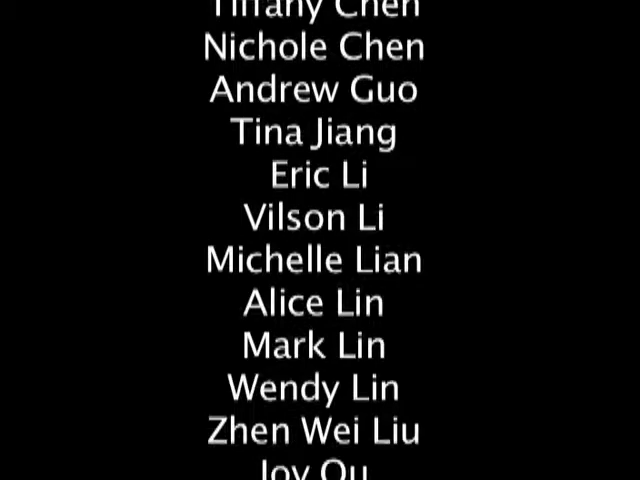 Tiffany Chen
Nichole Chen
Andrew Guo
Tina Jiang
Eric Li
Vilson Li
Michelle Lian
Alice Lin
Mark Lin
Wendy Lin
Zhen Wei Liu
Joy Ou